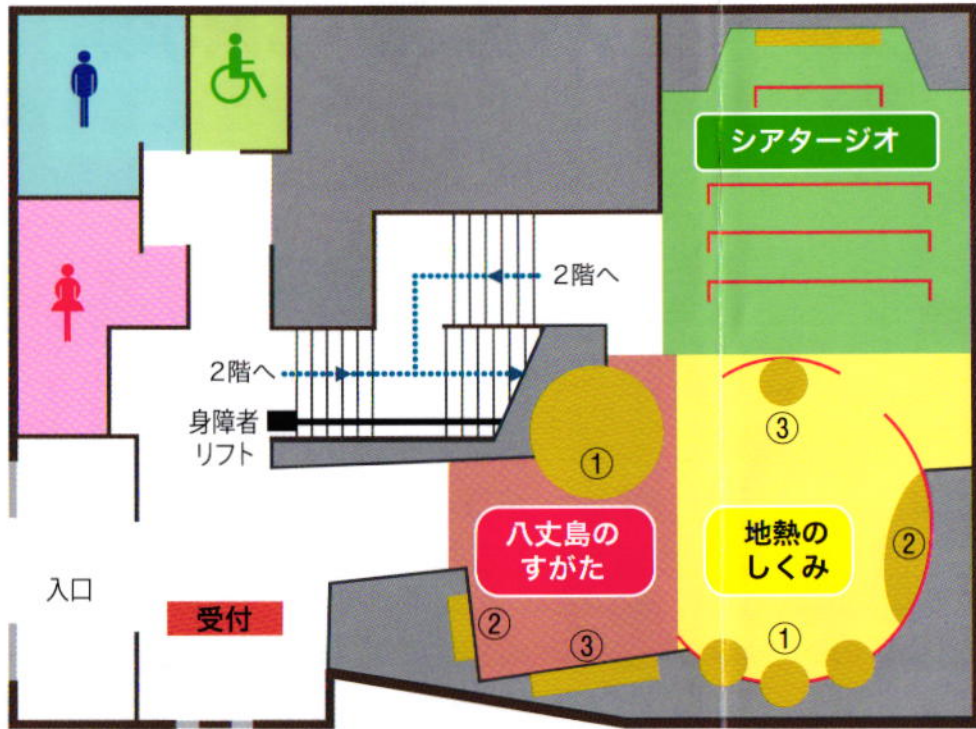 シアタージオ
2階へ
2階へ
身障者
リフト
①
③
八丈島の
すがた
地熱の
しくみ
②
入口
受付
②
③
①